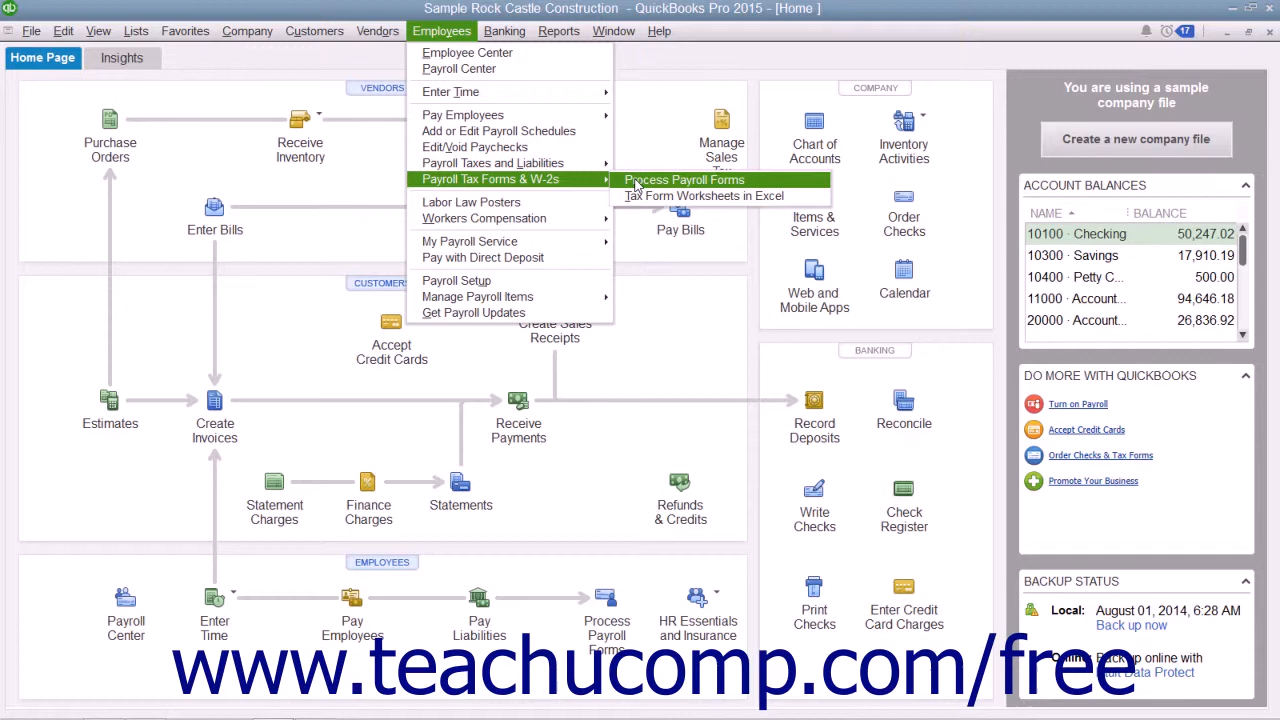 Sample Rock Castle Construction - QuickBooks Pro 2015 - [Home ]
File Edit View Lists Favorites Company Customers Vendors Employees Banking Reports Window Help
17
Home Page Insights
VENDORS
Purchase
Orders
Receive
Inventory
Manage
Sales
Enter Bills
Pay Bills
Employee Center
Payroll Center
Enter Time
Pay Employees
Add or Edit Payroll Schedules
Edit/Void Paychecks
Payroll Taxes and Liabilities
Payroll Tax Forms & W-2s
Labor Law Posters
Workers Compensation
My Payroll Service
Pay with Direct Deposit
Payroll Setup
Manage Payroll Items
Get Payroll Updates
Process Payroll Forms
Tax Form Worksheets in Excel
CUSTOMERS
Accept
Credit Cards
Create Sales
Receipts
Estimates
Create
Invoices
Receive
Payments
Statement
Charges
Finance
Charges
Statements
Refunds
& Credits
EMPLOYEES
Payroll
Center
Enter
Time
Pay
Employees
Pay
Liabilities
Process
Payroll
Forms
HR Essentials
and Insurance
COMPANY
Chart of
Accounts
Inventory
Activities
Items &
Services
Order
Checks
Web and
Mobile Apps
Calendar
BANKING
Record
Deposits
Reconcile
Write
Checks
Check
Register
Print
Checks
Enter Credit
Card Charges
You are using a sample
company file
Create a new company file
ACCOUNT BALANCES
NAME BALANCE
10100 · Checking 50,247.02
10300 · Savings 17,910.19
10400 · Petty C... 500.00
11000 · Account... 94,646.18
20000 · Account... 26,836.92
DO MORE WITH QUICKBOOKS
Turn on Payroll
Accept Credit Cards
Order Checks & Tax Forms
Promote Your Business
BACKUP STATUS
Local: August 01, 2014, 6:28 AM
Back up now
Online: Back up online with
Data Protect
www.teachucomp.com/free